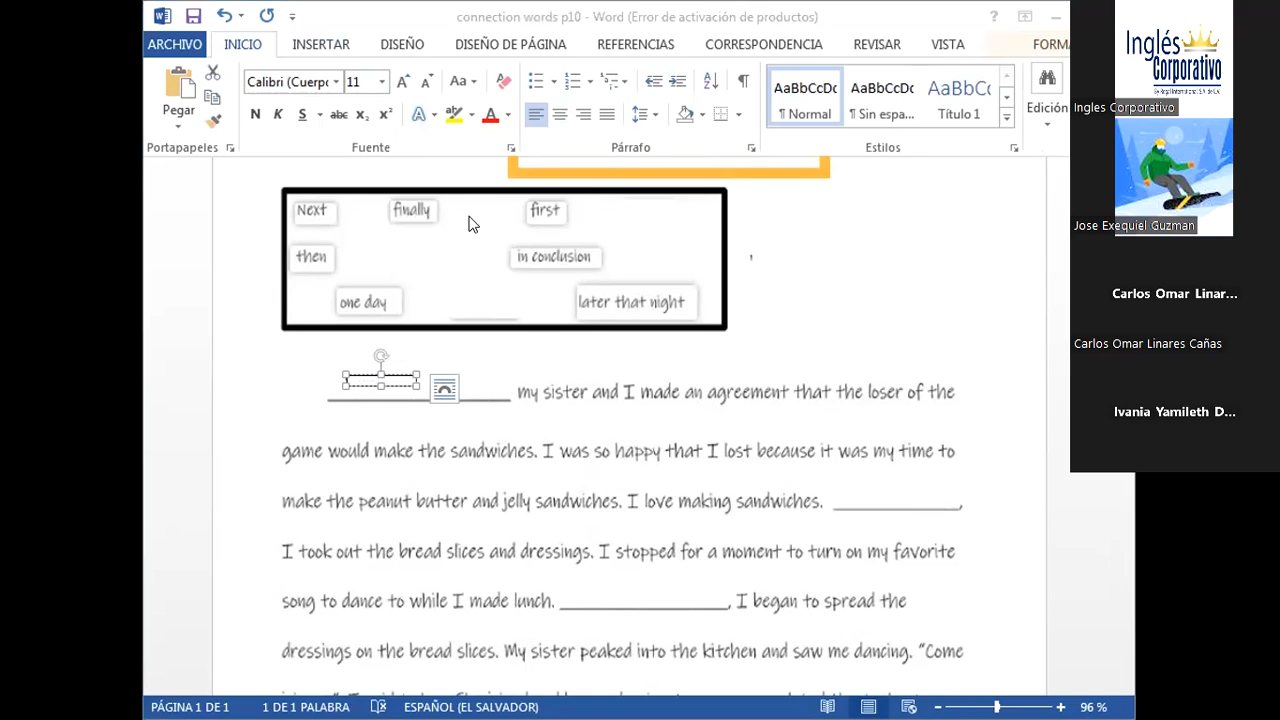 connection words p10 - Word (Error de activación de productos)
ARCHIVO INICIO INSERTAR DISEÑO DISEÑO DE PÁGINA REFERENCIAS CORRESPONDENCIA REVISAR VISTA FORMA
Pegar
Calibri (Cuerpo 11
Aa
N K S abc x₂ x² A A
AaBbCcDc AaBbCcDc AaBbCc
¶ Normal ¶ Sin espa... Título 1
Edición
Portapapeles Fuente Párrafo Estilos
Next finally first
then in conclusion
one day later that night
my sister and I made an agreement that the loser of the
game would make the sandwiches. I was so happy that I lost because it was my time to
make the peanut butter and jelly sandwiches. I love making sandwiches. ____________,
I took out the bread slices and dressings. I stopped for a moment to turn on my favorite
song to dance to while I made lunch. ________________, I began to spread the
dressings on the bread slices. My sister peaked into the kitchen and saw me dancing. “Come
PÁGINA 1 DE 1 1 DE 1 PALABRA ESPAÑOL (EL SALVADOR) 96 %
Inglés
Corporativo
Ingles Corporativo
Jose Exequiel Guzman
Carlos Omar Linar...
Carlos Omar Linares Cañas
Ivania Yamileth D...